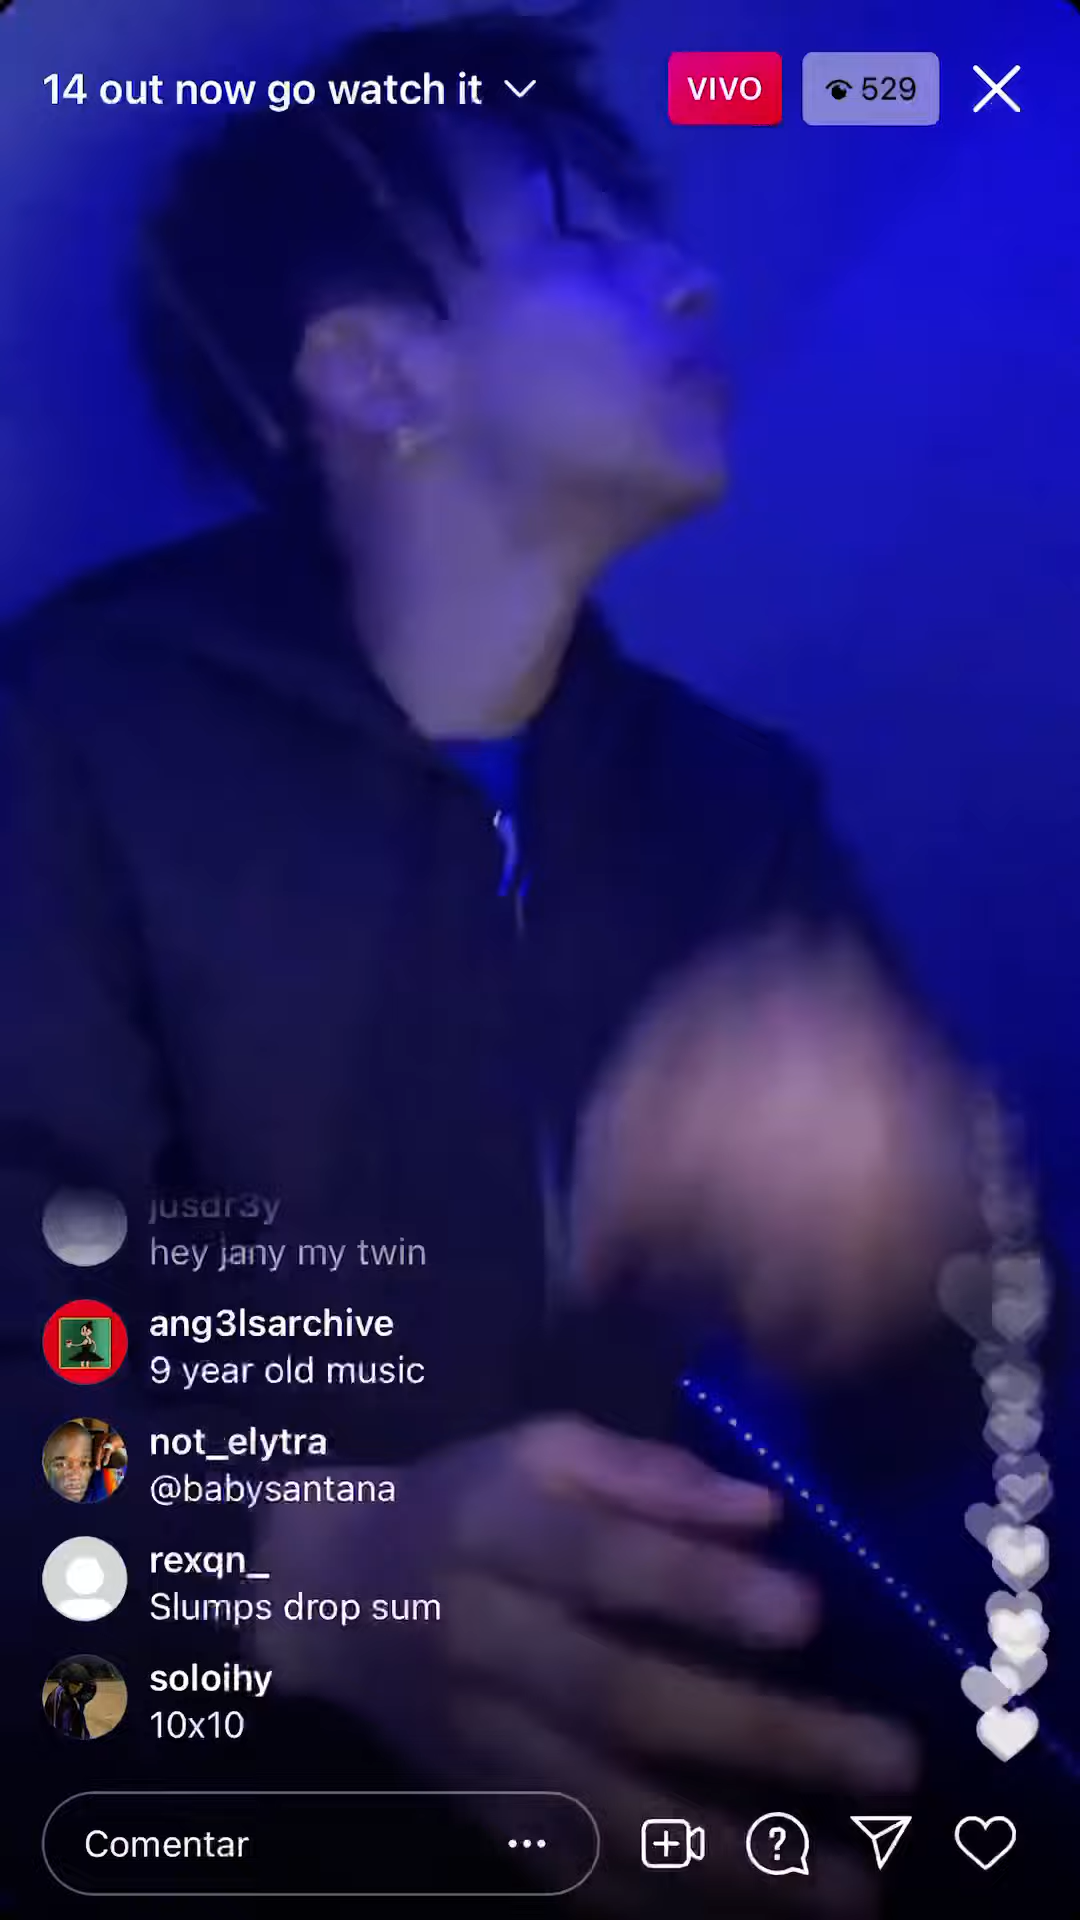 14 out now go watch it
VIVO
529
jusdr3y
hey jany my twin
ang3lsarchive
9 year old music
not_elytra
@babysantana
rexqn_
Slumps drop sum
soloihy
10x10
Comentar